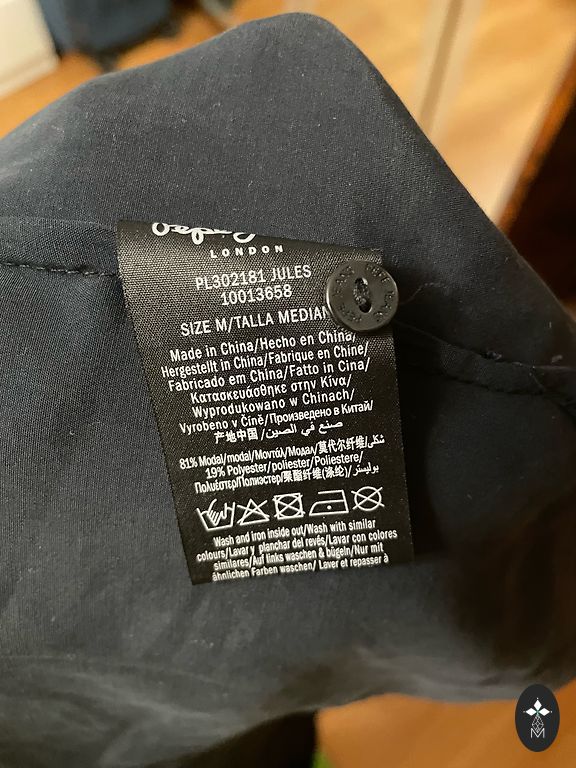 LONDON
PL302181 JULES
10013658
SIZE M/TALLA
Made in China/Hecho en China/
Hergestellt in China/Fabrique en Chine/
Fabricado em China/Fatto in Cina/
Κατασκευάσθηκε στην Κίνα/
Wyprodukowano w Chinach/
Vyrobeno v Číně/Произведено в Китай/
产地中国 /صنع في الصين/
81% Modal/modal/Μοντάλ/Модал/莫代尔纤维/شكلي
19% Polyester/poliester/Poliestere/
Πολυέστερ/Полиэстер/聚酯纤维(涤纶)/بوليستر
Wash and iron inside out/Wash with similar
colours/Lavar y planchar del revés/Lavar con colores
similares/Auf links waschen & bügeln/Nur mit
ähnlichen Farben waschen/ Laver et repasser à
M